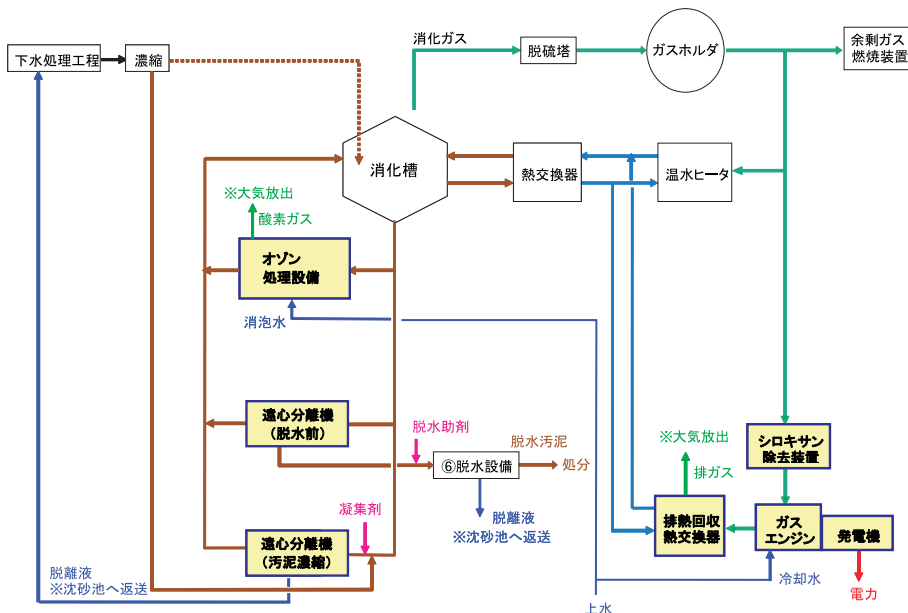 消化ガス
脱硫塔
ガスホルダ
余剰ガス
燃焼装置
下水処理工程
濃縮
消化槽
熱交換器
温水ヒータ
※大気放出
酸素ガス
オゾン
処理設備
消泡水
遠心分離機
（脱水前）
脱水助剤
⑥脱水設備
脱水汚泥
処分
脱離液
※沈砂池へ返送
※大気放出
排ガス
シロキサン
除去装置
排熱回収
熱交換器
ガス
エンジン
発電機
凝集剤
遠心分離機
（汚泥濃縮）
脱離液
※沈砂池へ返送
冷却水
電力
上水